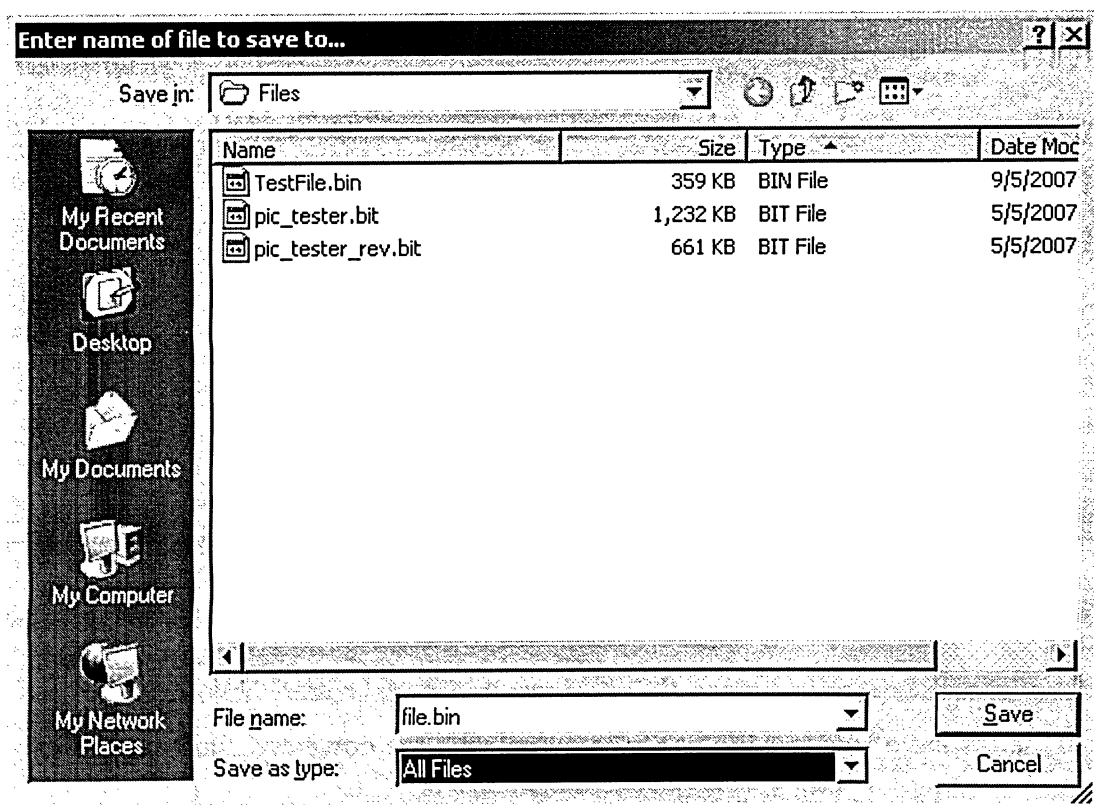 Enter name of file to save to...
Save in: Files
Name Size Type Date Moc
TestFile.bin 359 KB BIN File 9/5/2007
pic_tester.bit 1,232 KB BIT File 5/5/2007
pic_tester_rev.bit 661 KB BIT File 5/5/2007
My Recent
Documents
Desktop
My Documents
My Computer
My Network
Places
File name: file.bin Save
Save as type: All Files Cancel